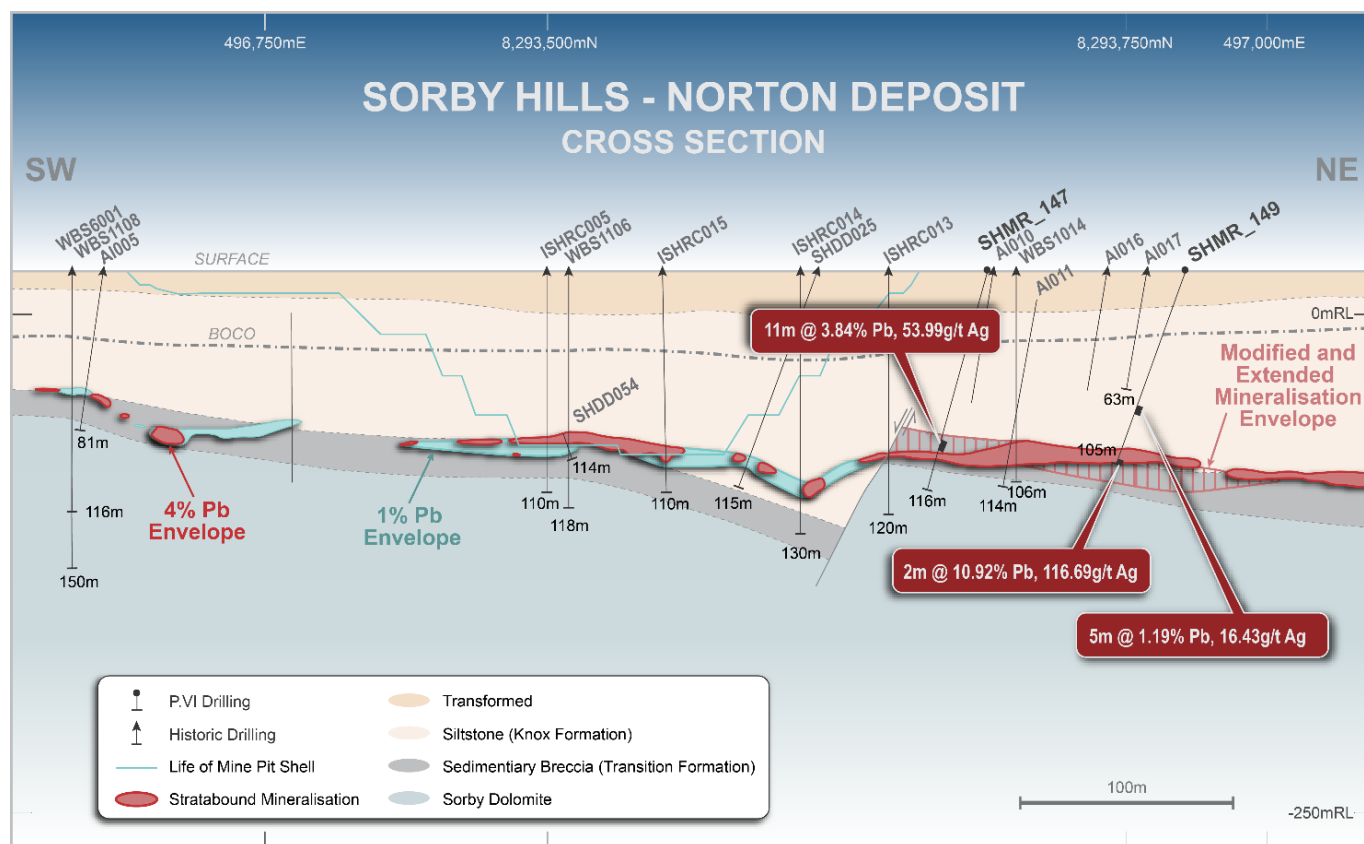 496,750mE
8,293,500mN
8,293,750mN
497,000mE
SORBY HILLS - NORTON DEPOSIT
CROSS SECTION
SW
NE
WBS6001
WBS1108
AI005
ISHRC005
WBS1106
ISHRC015
ISHRC014
SHDD025
ISHRC013
SHMR_147
AI010
WBS1014
AI011
AI016
AI017
SHMR_149
SURFACE
0mRL
BOCO
11m @ 3.84% Pb, 53.99g/t Ag
Modified and
Extended
Mineralisation
Envelope
63m
SHDD054
81m
105m
114m
116m
4% Pb
Envelope
1% Pb
Envelope
110m
118m
110m
115m
130m
120m
116m
114m
106m
150m
2m @ 10.92% Pb, 116.69g/t Ag
5m @ 1.19% Pb, 16.43g/t Ag
P.VI Drilling
Historic Drilling
Life of Mine Pit Shell
Stratabound Mineralisation
Transformed
Siltstone (Knox Formation)
Sedimentiary Breccia (Transition Formation)
Sorby Dolomite
100m
-250mRL